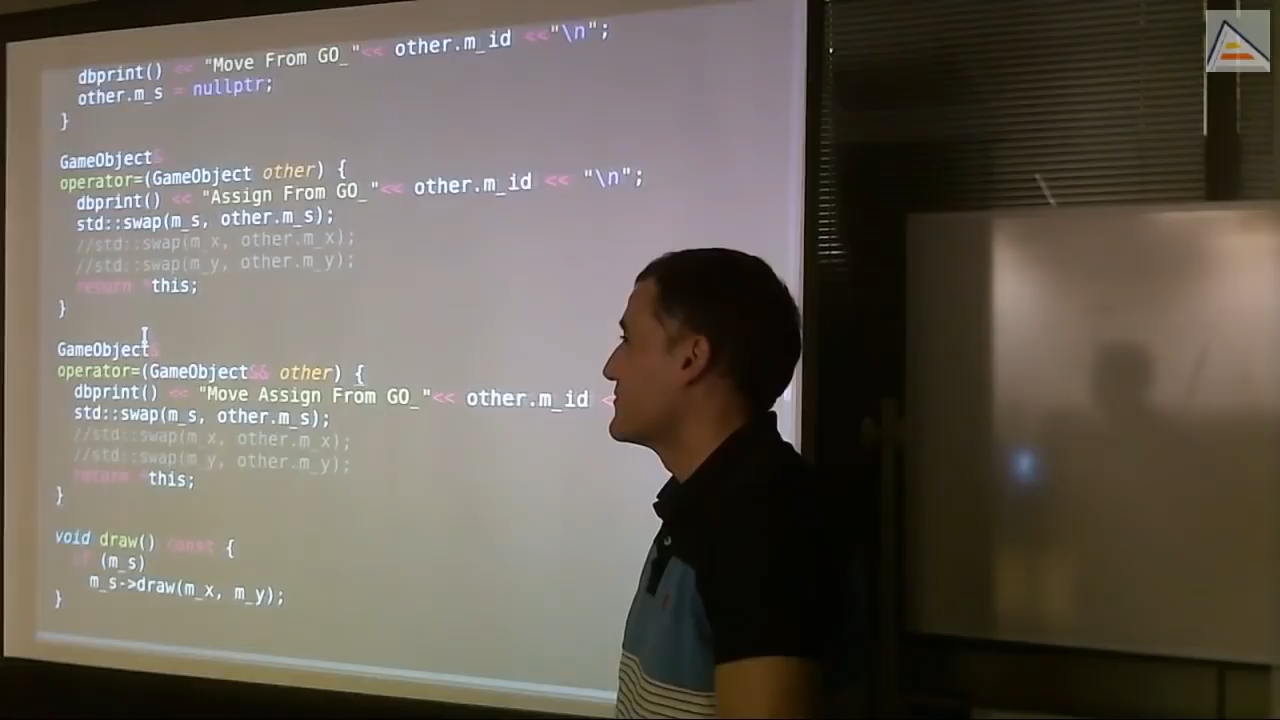 dbprint() << "Move From GO_"<< other.m_id <<"\n";
other.m_s = nullptr;
}
GameObject&
operator=(GameObject other) {
dbprint() << "Assign From GO_"<< other.m_id << "\n";
std::swap(m_s, other.m_s);
//std::swap(m_x, other.m_x);
//std::swap(m_y, other.m_y);
return *this;
}
GameObject&
operator=(GameObject&& other) {
dbprint() << "Move Assign From GO_"<< other.m_id <
std::swap(m_s, other.m_s);
//std::swap(m_x, other.m_x);
//std::swap(m_y, other.m_y);
return *this;
}
void draw() const {
if (m_s)
m_s->draw(m_x, m_y);
}